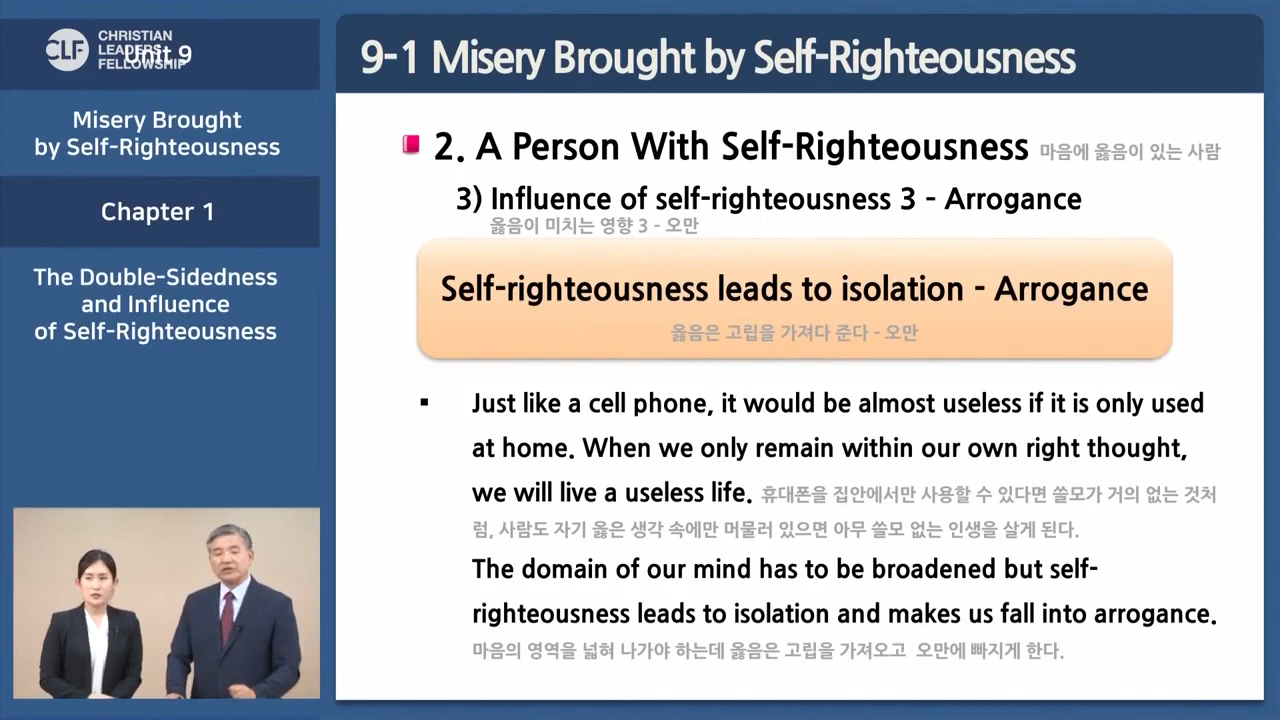 CLF
CHRISTIAN
LEADERS
FELLOWSHIP
Unit 9
Misery Brought
by Self-Righteousness
Chapter 1
The Double-Sidedness
and Influence
of Self-Righteousness
9-1 Misery Brought by Self-Righteousness
2. A Person With Self-Righteousness 마음에 옳음이 있는 사람
3) Influence of self-righteousness 3 - Arrogance
옳음이 미치는 영향 3 - 오만
Self-righteousness leads to isolation - Arrogance
옳음은 고립을 가져다 준다 - 오만
▪ Just like a cell phone, it would be almost useless if it is only used
at home. When we only remain within our own right thought,
we will live a useless life. 휴대폰을 집안에서만 사용할 수 있다면 쓸모가 거의 없는 것처
럼, 사람도 자기 옳은 생각 속에만 머물러 있으면 아무 쓸모 없는 인생을 살게 된다.
The domain of our mind has to be broadened but self-
righteousness leads to isolation and makes us fall into arrogance.
마음의 영역을 넓혀 나가야 하는데 옳음은 고립을 가져오고 오만에 빠지게 한다.